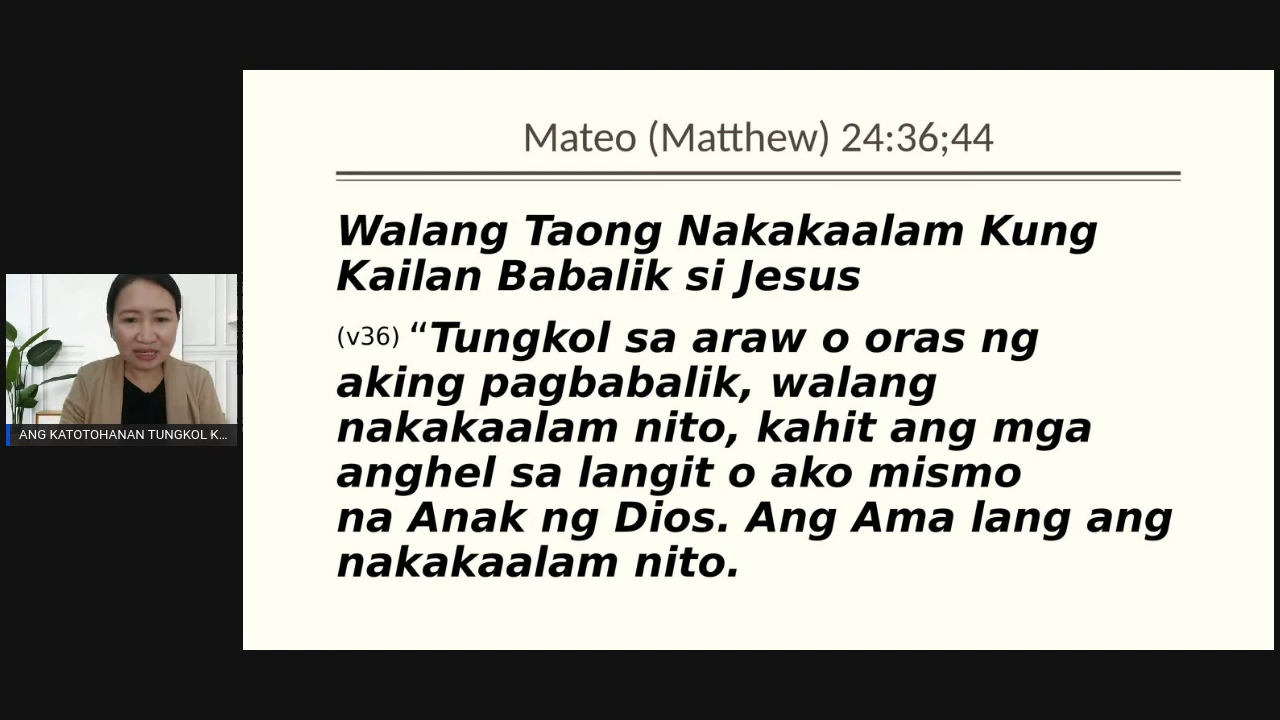 Mateo (Matthew) 24:36;44
Walang Taong Nakakaalam Kung
Kailan Babalik si Jesus
(v36) “Tungkol sa araw o oras ng
aking pagbabalik, walang
nakakaalam nito, kahit ang mga
anghel sa langit o ako mismo
na Anak ng Dios. Ang Ama lang ang
nakakaalam nito.
ANG KATOTOHANAN TUNGKOL K...